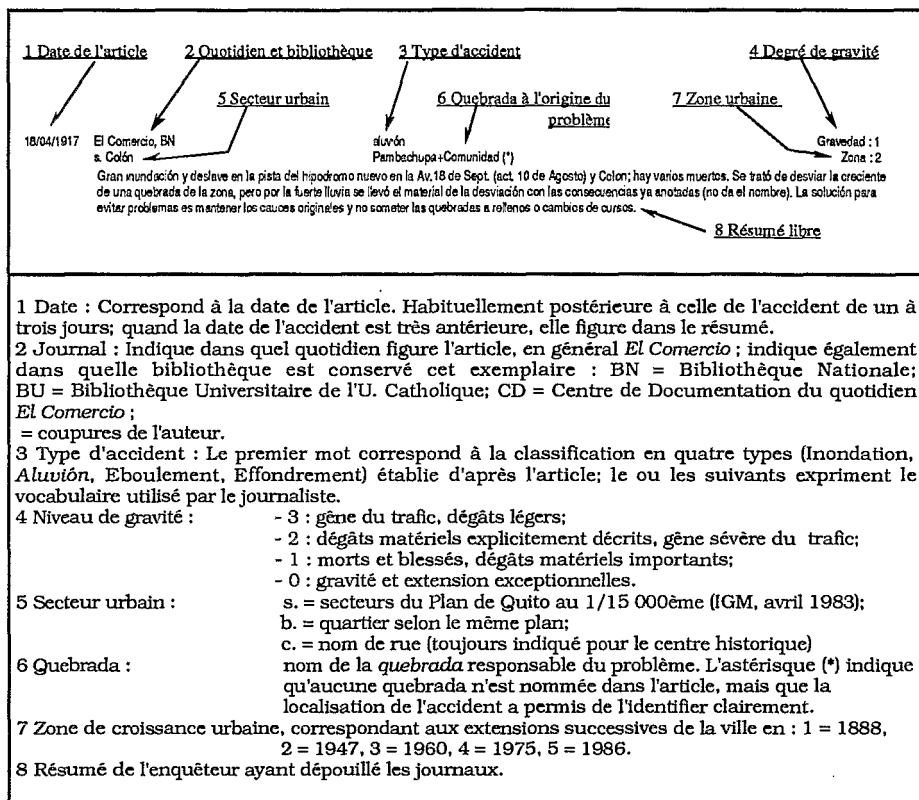 1 Date de l'article 2 Quotidien et bibliothèque 3 Type d'accident 4 Degré de gravité
5 Secteur urbain 6 Quebrada à l'origine du problème 7 Zone urbaine
18/04/1917 El Comercio, BN aluvón Gravedad : 1
s. Colón Pambachupa+Comunidad (*) Zona : 2
Gran inundación y deslave en la pista del hipodromo nuevo en la Av.18 de Sept. (act. 10 de Agosto) y Colon; hay varios muertos. Se trató de desviar la creciente
de una quebrada de la zona, pero por la fuerte lluvia se llevó el material de la desviación con las consecuencias ya anotadas (no da el nombre). La solución para
evitar problemas es mantener los cauces originales y no someter las quebradas a rellenos o cambios de cursos.
8 Résumé libre
1 Date : Correspond à la date de l'article. Habituellement postérieure à celle de l'accident de un à
trois jours; quand la date de l'accident est très antérieure, elle figure dans le résumé.
2 Journal : Indique dans quel quotidien figure l'article, en général El Comercio ; indique également
dans quelle bibliothèque est conservé cet exemplaire : BN = Bibliothèque Nationale;
BU = Bibliothèque Universitaire de l'U. Catholique; CD = Centre de Documentation du quotidien
El Comercio ;
= coupures de l'auteur.
3 Type d'accident : Le premier mot correspond à la classification en quatre types (Inondation,
Aluvión, Eboulement, Effondrement) établie d'après l'article; le ou les suivants expriment le
vocabulaire utilisé par le journaliste.
4 Niveau de gravité : - 3 : gêne du trafic, dégâts légers;
- 2 : dégâts matériels explicitement décrits, gêne sévère du trafic;
- 1 : morts et blessés, dégâts matériels importants;
- 0 : gravité et extension exceptionnelles.
5 Secteur urbain : s. = secteurs du Plan de Quito au 1/15 000ème (IGM, avril 1983);
b. = quartier selon le même plan;
c. = nom de rue (toujours indiqué pour le centre historique)
6 Quebrada : nom de la quebrada responsable du problème. L'astérisque (*) indique
qu'aucune quebrada n'est nommée dans l'article, mais que la
localisation de l'accident a permis de l'identifier clairement.
7 Zone de croissance urbaine, correspondant aux extensions successives de la ville en : 1 = 1888,
2 = 1947, 3 = 1960, 4 = 1975, 5 = 1986.
8 Résumé de l'enquêteur ayant dépouillé les journaux.